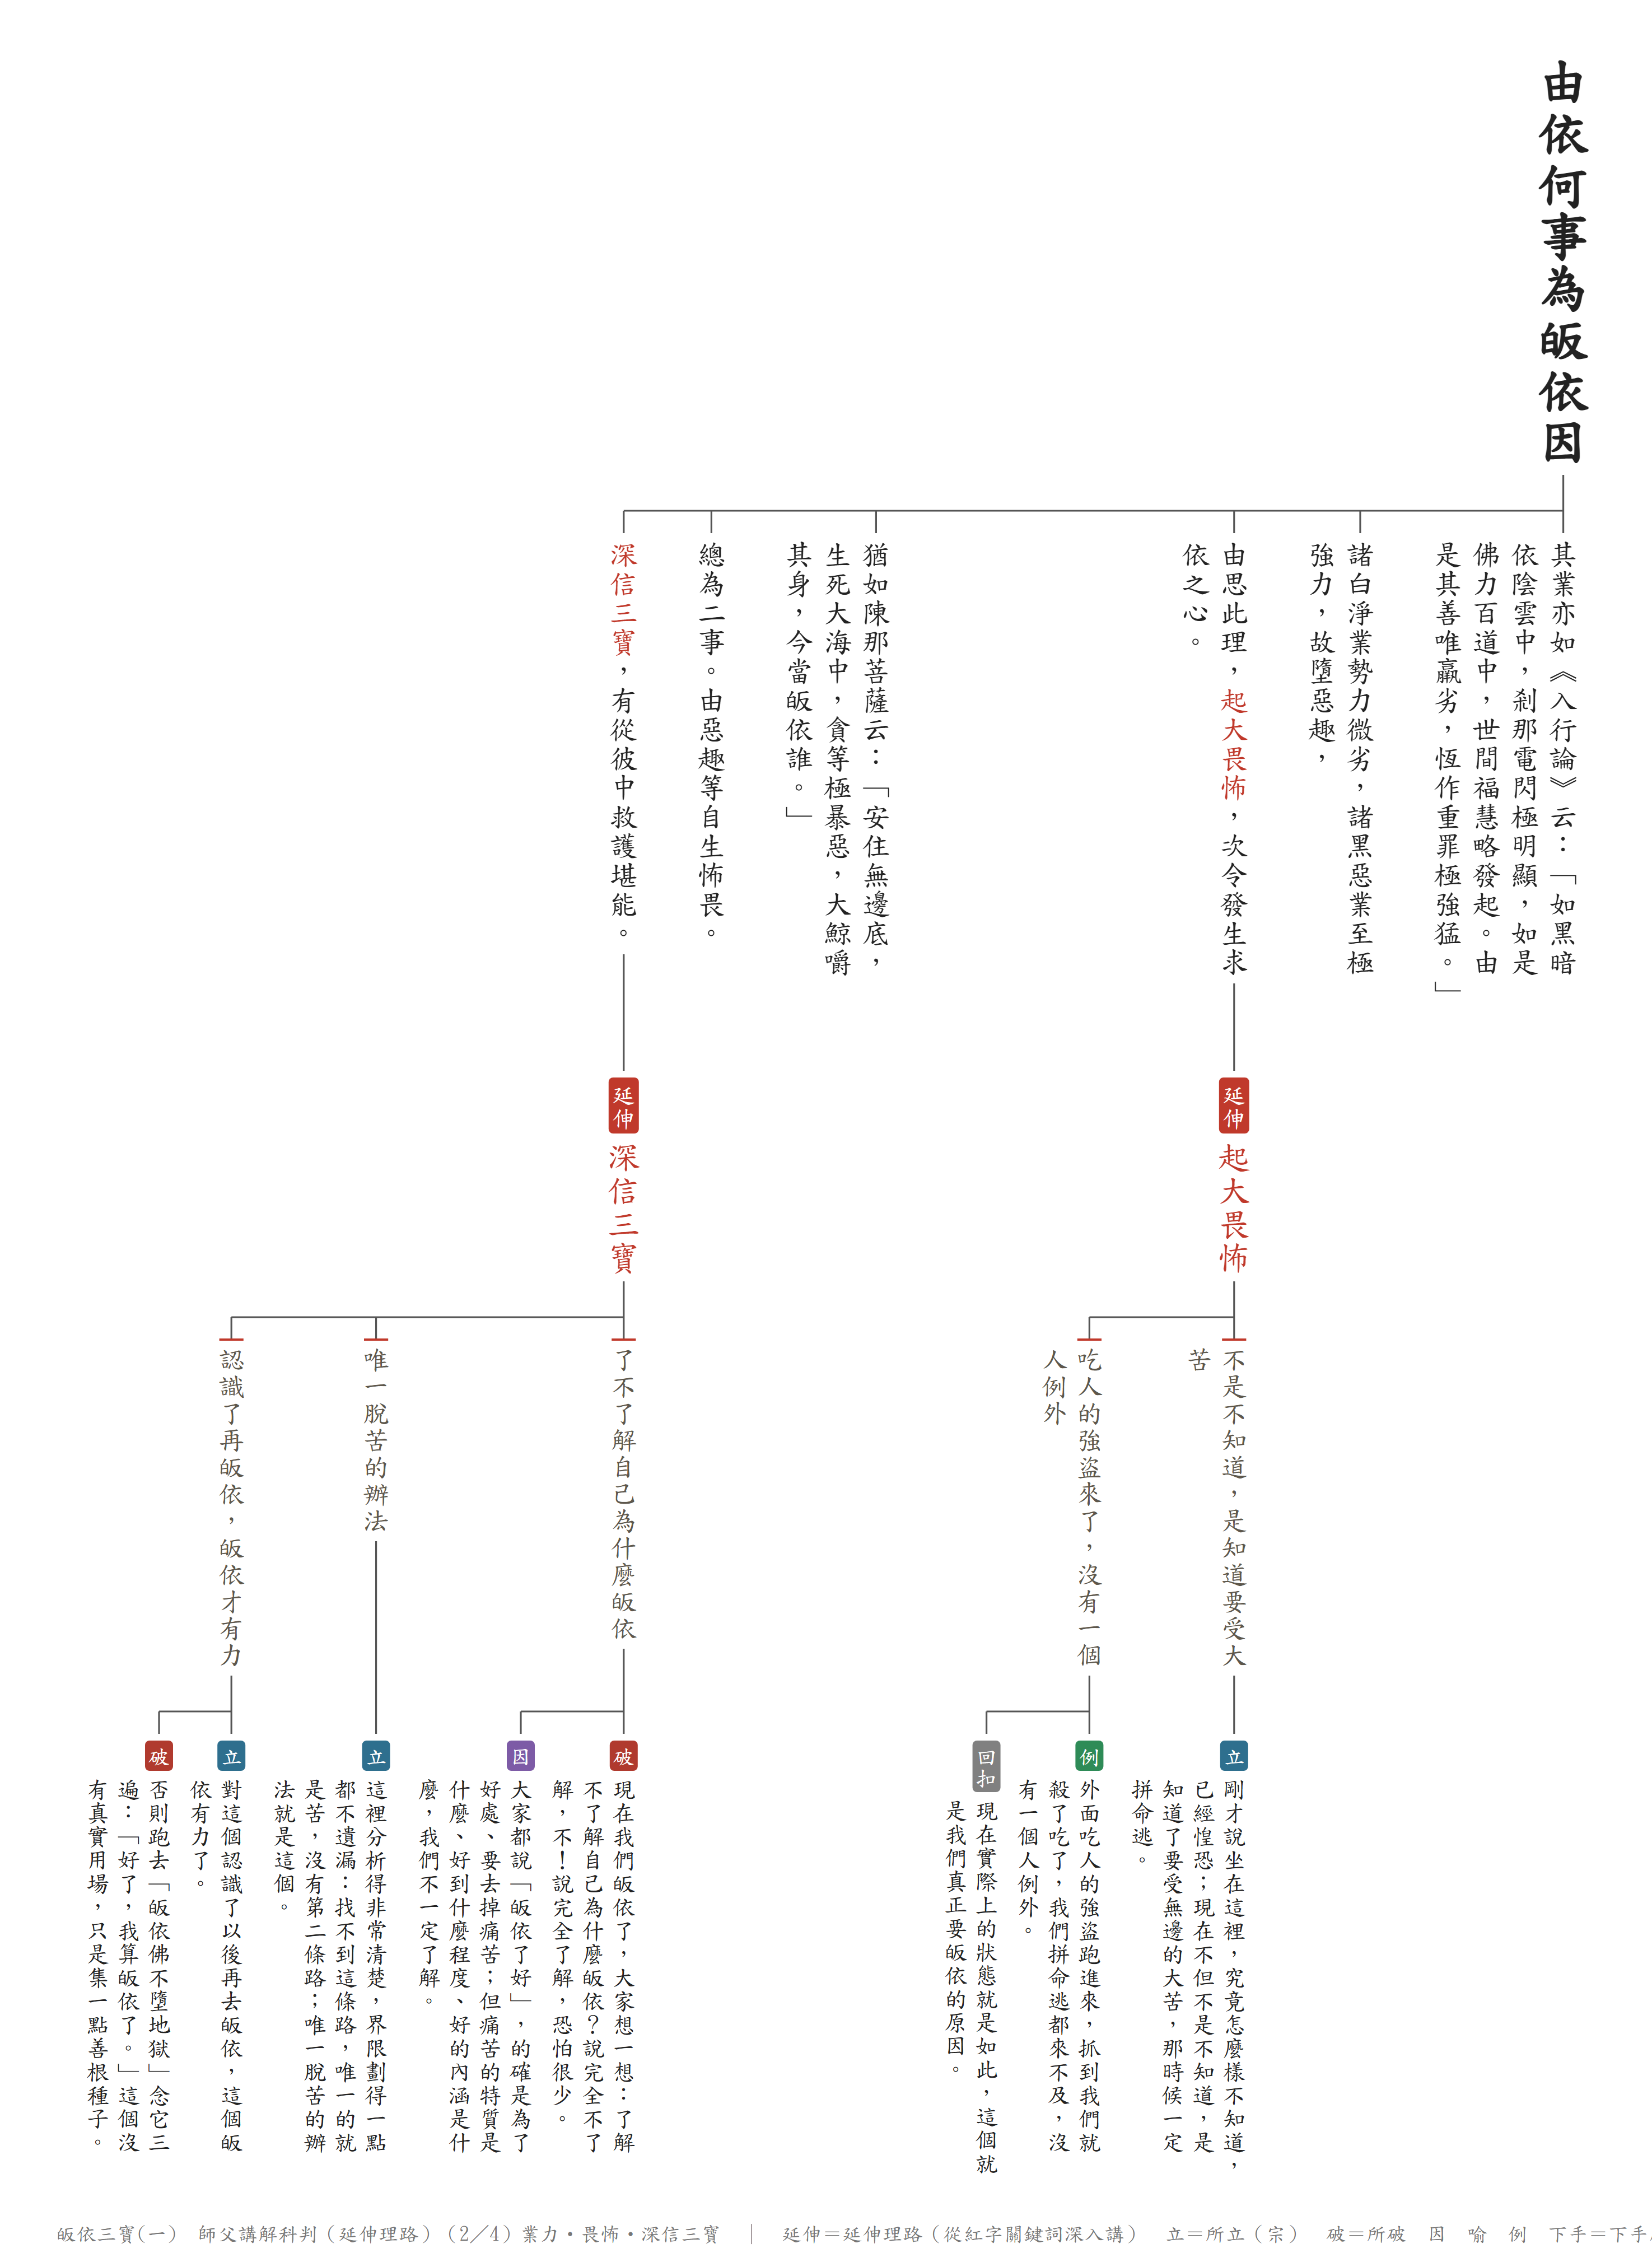 由依何事為皈依因
其業亦如《入行論》云：「如黑暗
依陰雲中，剎那電閃極明顯，如是
佛力百道中，世間福慧略發起。由
是其善唯羸劣，恆作重罪極強猛。」
諸白淨業勢力微劣，諸黑惡業至極
強力，故墮惡趣，
由思此理，起大畏怖，次令發生求
依之心。
猶如陳那菩薩云：「安住無邊底，
生死大海中，貪等極暴惡，大鯨嚼
其身，今當皈依誰。」
總為二事。由惡趣等自生怖畏。
深信三寶，有從彼中救護堪能。
延伸
起大畏怖
不是不知道，是知道要受大
苦
立
剛才說坐在這裡，究竟怎麼樣不知道，
已經惶恐；現在不但不是不知道，是
知道了要受無邊的大苦，那時候一定
拼命逃。
吃人的強盜來了，沒有一個
人例外
例
外面吃人的強盜跑進來，抓到我們就
殺了吃了，我們拼命逃都來不及，沒
有一個人例外。
回扣
現在實際上的狀態就是如此，這個就
是我們真正要皈依的原因。
延伸
深信三寶
了不了解自己為什麼皈依
破
現在我們皈依了，大家想一想：了解
不了解自己為什麼皈依？說完全不了
解，不！說完全了解，恐怕很少。
因
大家都說「皈依了好」，的確是為了
好處、要去掉痛苦；但痛苦的特質是
什麼、好到什麼程度、好的內涵是什
麼，我們不一定了解。
唯一脫苦的辦法
立
這裡分析得非常清楚，界限劃得一點
都不遺漏：找不到這條路，唯一的就
是苦，沒有第二條路；唯一脫苦的辦
法就是這個。
認識了再皈依，皈依才有力
立
對這個認識了以後再去皈依，這個皈
依有力了。
破
否則跑去「皈依佛不墮地獄」念它三
遍：「好了，我算皈依了。」這個沒
有真實用場，只是集一點善根種子。
皈依三寶(一)　師父講解科判（延伸理路）（2／4）業力・畏怖・深信三寶　｜　延伸＝延伸理路（從紅字關鍵詞深入講）　立＝所立（宗）　破＝所破　因　喻　例　下手＝下手